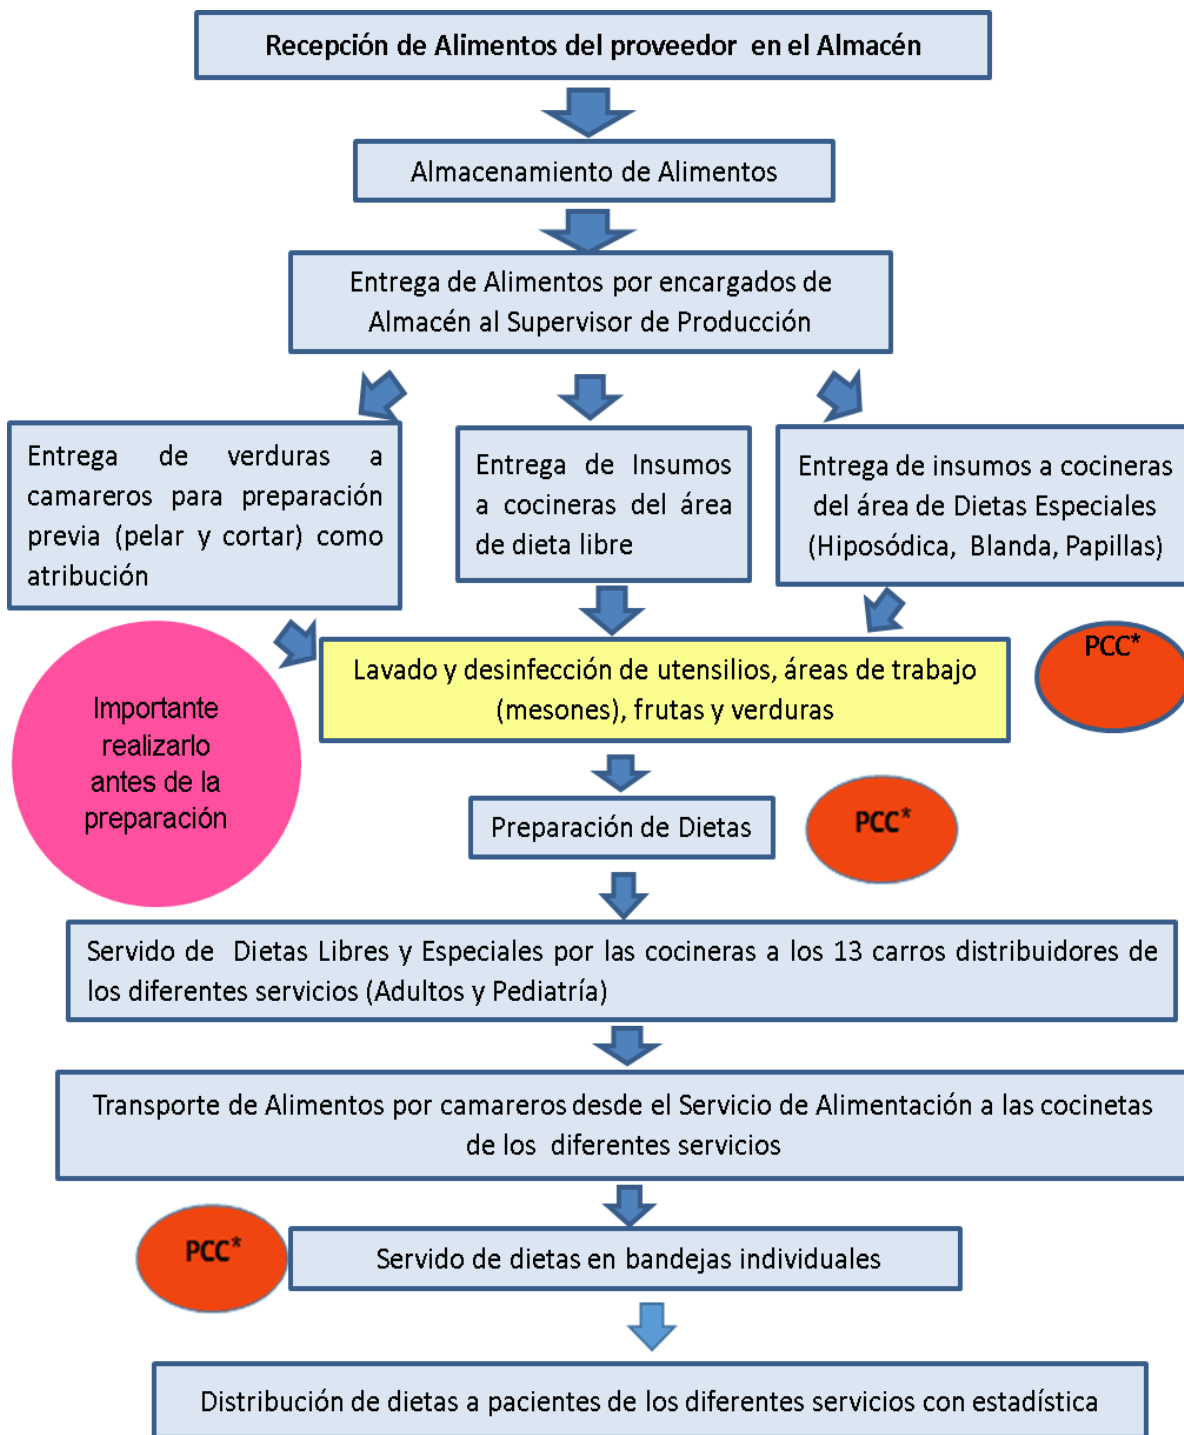 Recepción de Alimentos del proveedor en el Almacén
Almacenamiento de Alimentos
Entrega de Alimentos por encargados de
Almacén al Supervisor de Producción
Entrega de verduras a
camareros para preparación
previa (pelar y cortar) como
atribución
Entrega de Insumos
a cocineras del área
de dieta libre
Entrega de insumos a cocineras
del área de Dietas Especiales
(Hiposódica, Blanda, Papillas)
Importante
realizarlo
antes de la
preparación
Lavado y desinfección de utensilios, áreas de trabajo
(mesones), frutas y verduras
PCC*
Preparación de Dietas
PCC*
Servido de Dietas Libres y Especiales por las cocineras a los 13 carros distribuidores de
los diferentes servicios (Adultos y Pediatría)
Transporte de Alimentos por camareros desde el Servicio de Alimentación a las cocinetas
de los diferentes servicios
PCC*
Servido de dietas en bandejas individuales
Distribución de dietas a pacientes de los diferentes servicios con estadística